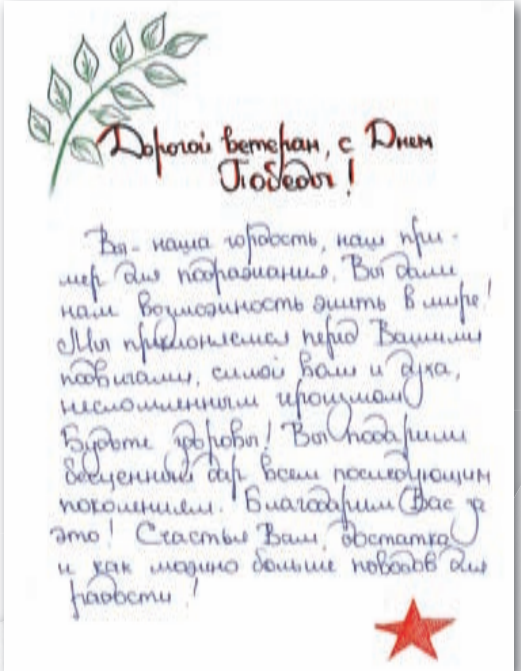 Дорогой ветеран, с Днем
Победы!
Вы - наша гордость, наш при-
мер для подражания. Вы дали
нам возможность жить в мире!
Мы преклоняемся перед Вашими
подвигами, силой воли и духа,
несломленным героизмом
Будьте здоровы! Вы подарили
бесценный дар всем последующим
поколениям. Благодарим Вас за
это! Счастья Вам, достатка
и как можно больше поводов для
радости!